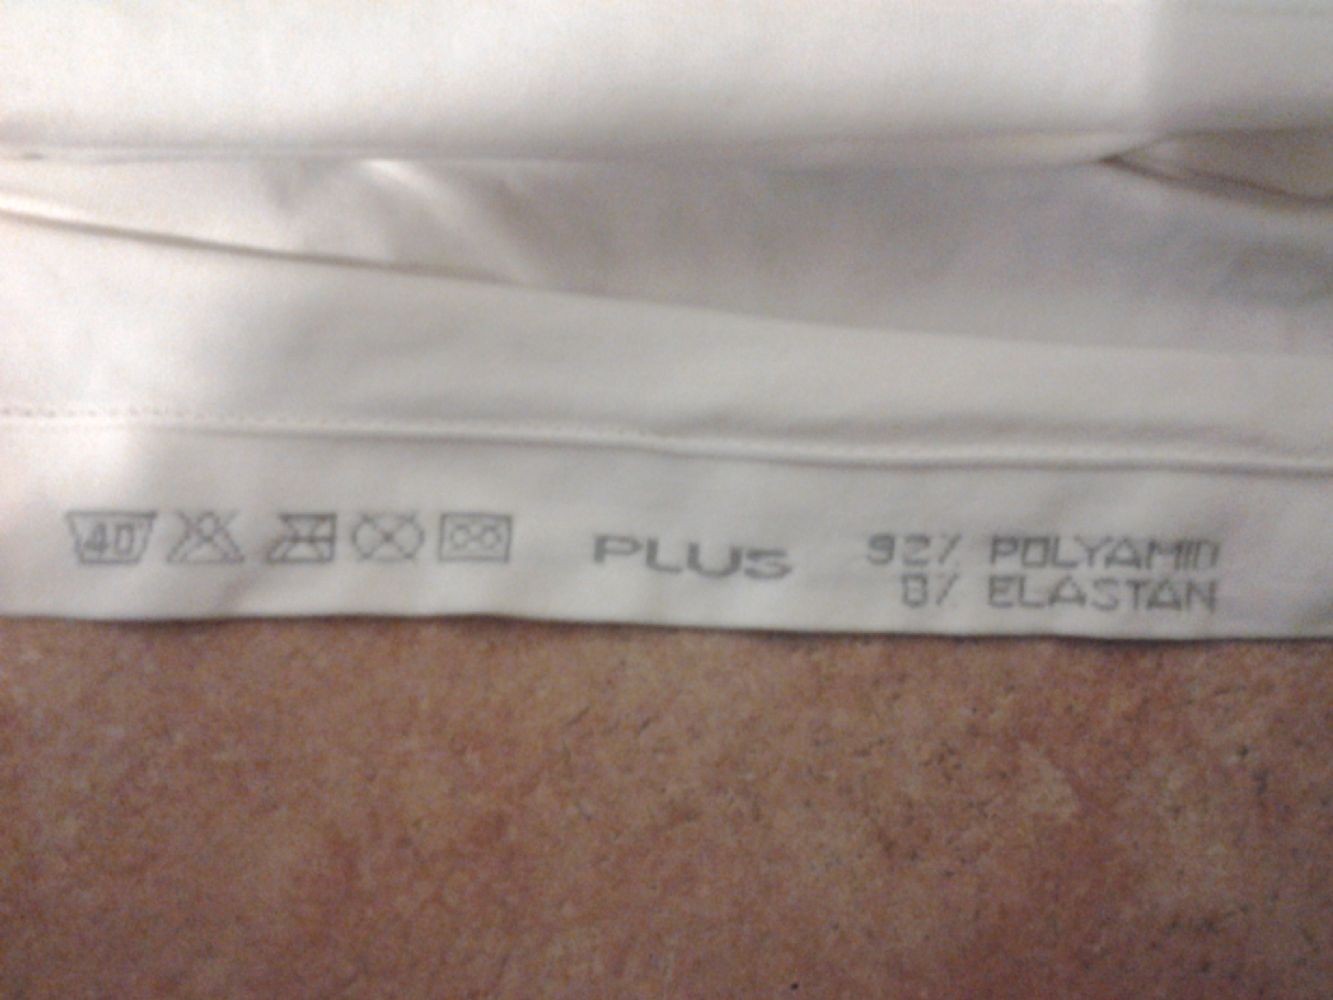 40° PLUS 92% POLYAMID
8% ELASTAN